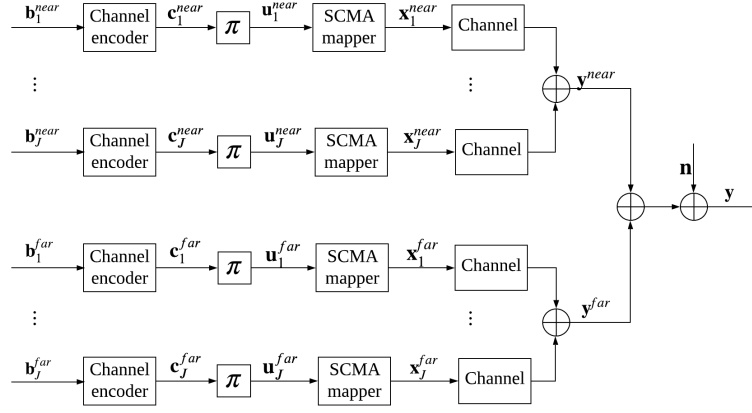 b_1^{near} Channel encoder c_1^{near} π u_1^{near} SCMA mapper x_1^{near} Channel
⋮ ⋮ y^{near}
b_J^{near} Channel encoder c_J^{near} π u_J^{near} SCMA mapper x_J^{near} Channel
n
y
b_1^{far} Channel encoder c_1^{far} π u_1^{far} SCMA mapper x_1^{far} Channel
⋮ ⋮ y^{far}
b_J^{far} Channel encoder c_J^{far} π u_J^{far} SCMA mapper x_J^{far} Channel